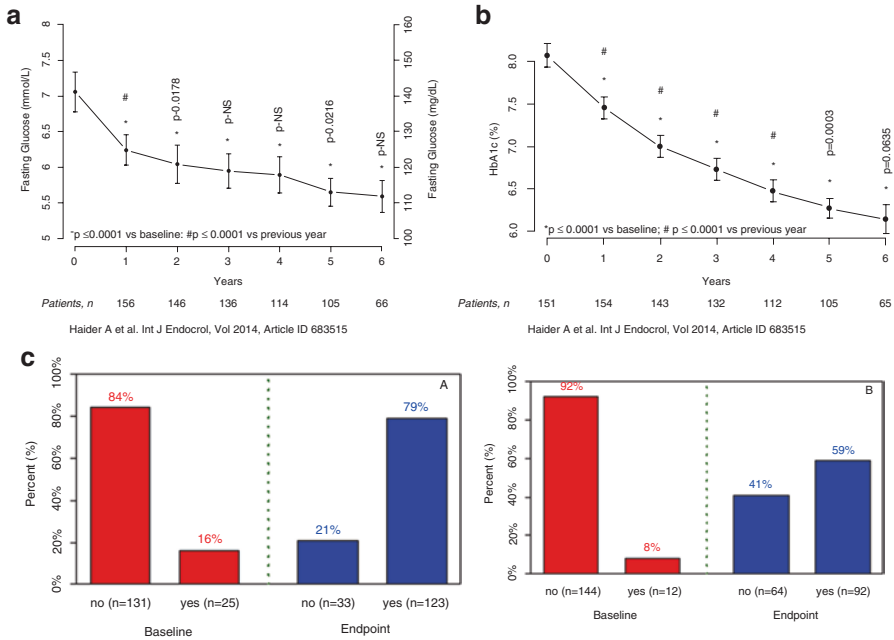 a
8
7.5
7
6.5
6
5.5
5
Fasting Glucose (mmol/L)
160
150
140
130
120
110
100
Fasting Glucose (mg/dL)
#
*
p-0.0178
*
p-NS
*
p-NS
*
p-0.0216
*
p-NS
*
*p ≤0.0001 vs baseline: #p ≤ 0.0001 vs previous year
0 1 2 3 4 5 6
Years
Patients, n 156 146 136 114 105 66
Haider A et al. Int J Endocrol, Vol 2014, Article ID 683515
b
8.0
7.5
7.0
6.5
6.0
HbA1c (%)
#
*
#
*
#
*
#
*
p=0.0003
*
p=0.0635
*
*p ≤ 0.0001 vs baseline; # p ≤ 0.0001 vs previous year
0 1 2 3 4 5 6
Years
Patients, n 151 154 143 132 112 105 65
Haider A et al. Int J Endocrol, Vol 2014, Article ID 683515
c
A
100%
80%
60%
40%
20%
0%
Percent (%)
84%
16%
21%
79%
no (n=131) yes (n=25) no (n=33) yes (n=123)
Baseline Endpoint
B
100%
80%
60%
40%
20%
0%
Percent (%)
92%
8%
41%
59%
no (n=144) yes (n=12) no (n=64) yes (n=92)
Baseline Endpoint